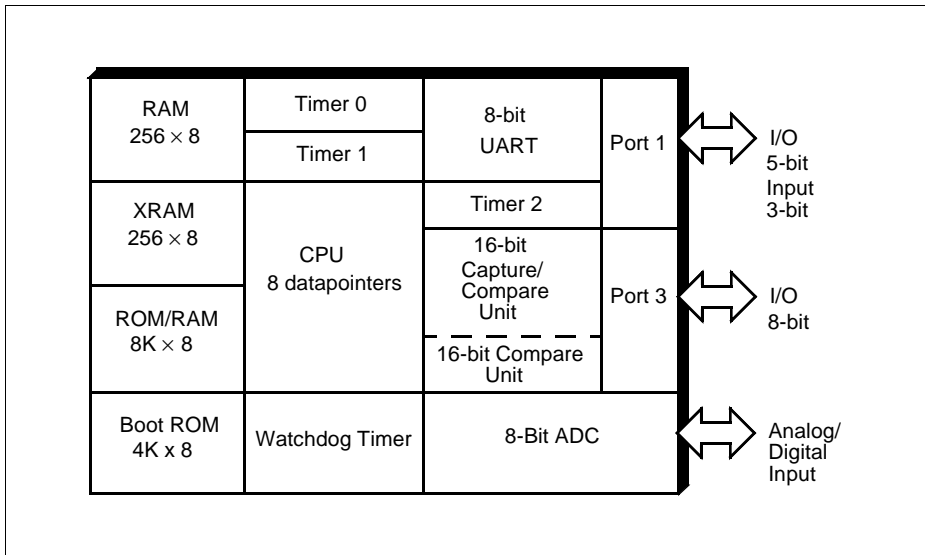 RAM
256 × 8
XRAM
256 × 8
ROM/RAM
8K × 8
Boot ROM
4K x 8
Timer 0
Timer 1
CPU
8 datapointers
Watchdog Timer
8-bit
UART
Timer 2
16-bit
Capture/
Compare
Unit
16-bit Compare
Unit
8-Bit ADC
Port 1
Port 3
I/O
5-bit
Input
3-bit
I/O
8-bit
Analog/
Digital
Input